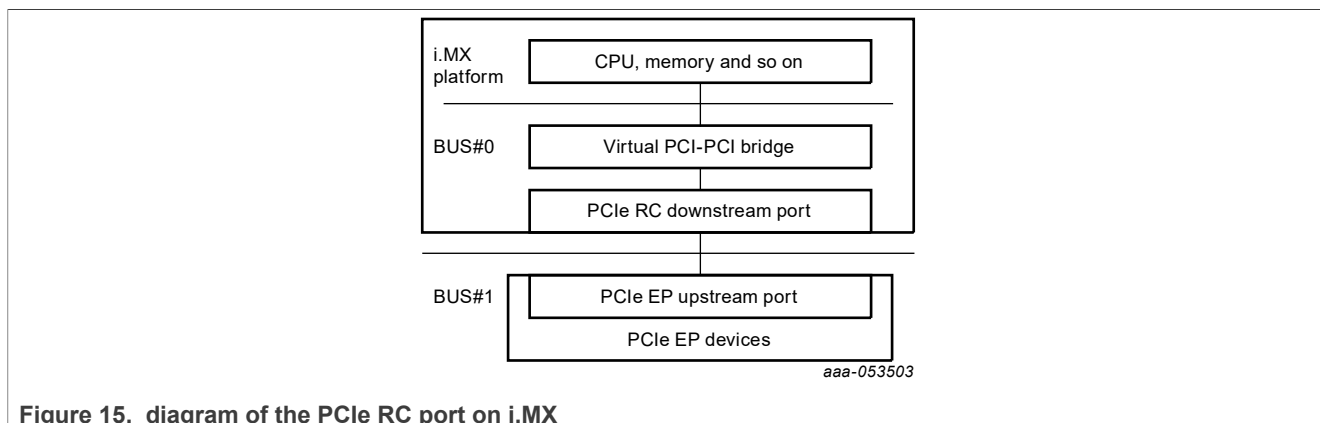 i.MX
platform
CPU, memory and so on
BUS#0
Virtual PCI-PCI bridge
PCIe RC downstream port
BUS#1
PCIe EP upstream port
PCIe EP devices
aaa-053503
Figure 15. diagram of the PCIe RC port on i.MX